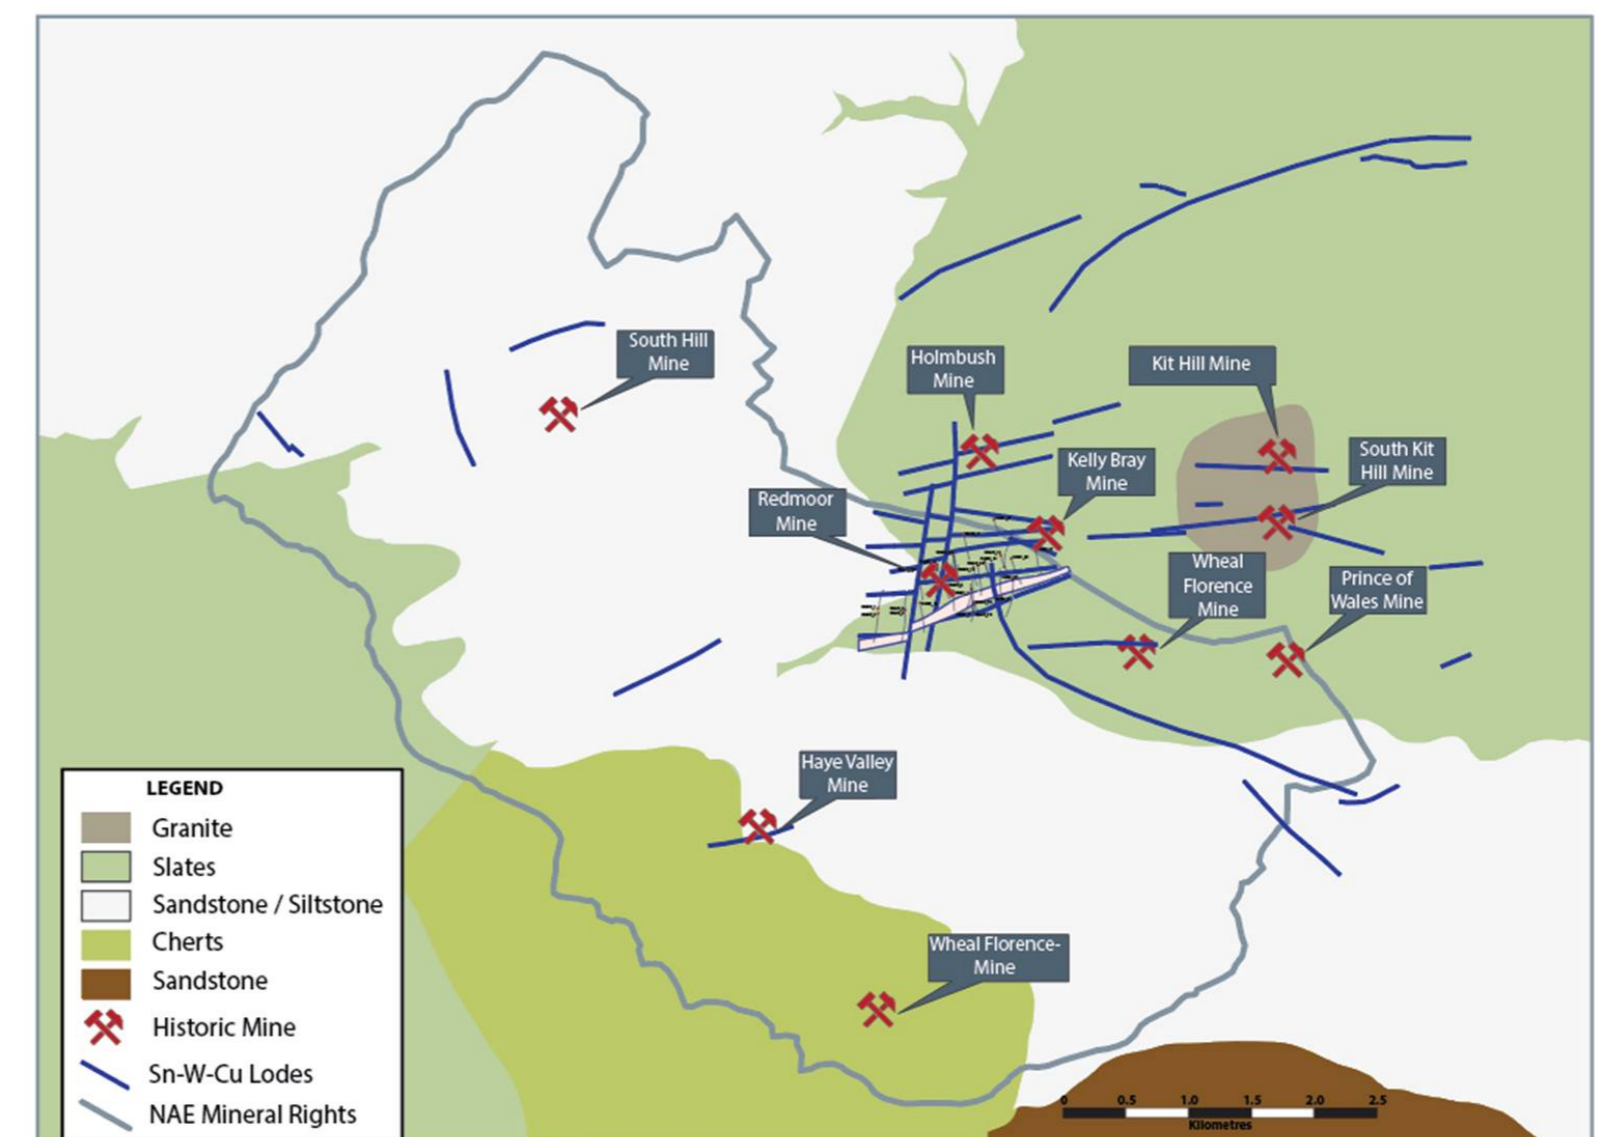 South Hill
Mine
Holmbush
Mine
Kit Hill Mine
South Kit
Hill Mine
Kelly Bray
Mine
Redmoor
Mine
Wheal
Florence
Mine
Prince of
Wales Mine
Haye Valley
Mine
Wheal Florence-
Mine
LEGEND
Granite
Slates
Sandstone / Siltstone
Cherts
Sandstone
Historic Mine
Sn-W-Cu Lodes
NAE Mineral Rights
0 0.5 1.0 1.5 2.0 2.5
Kilometres